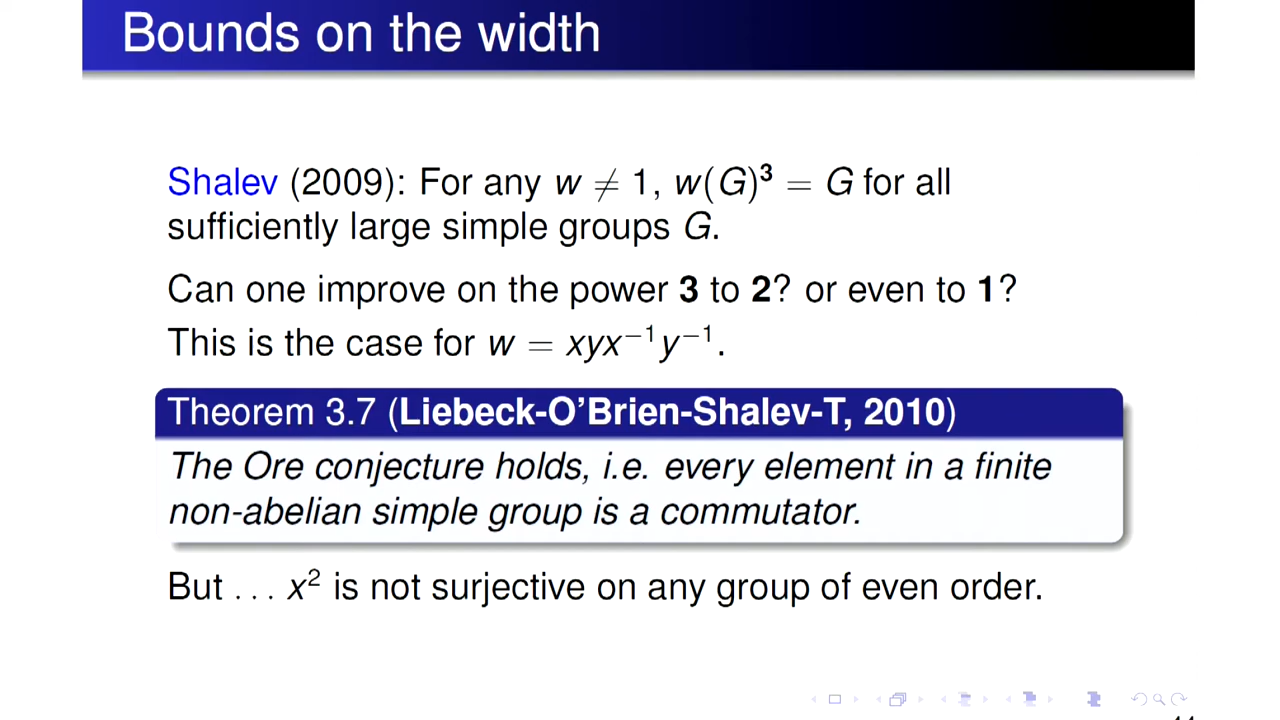 Bounds on the width
Shalev (2009): For any w ≠ 1, w(G)³ = G for all
sufficiently large simple groups G.
Can one improve on the power 3 to 2? or even to 1?
This is the case for w = xyx⁻¹y⁻¹.
Theorem 3.7 (Liebeck-O'Brien-Shalev-T, 2010)
The Ore conjecture holds, i.e. every element in a finite
non-abelian simple group is a commutator.
But . . . x² is not surjective on any group of even order.